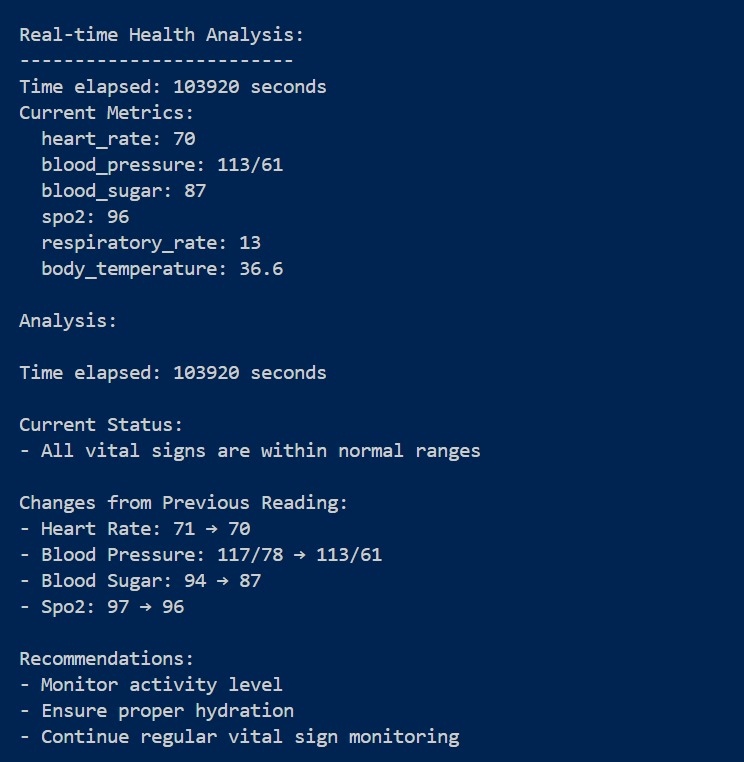 Real-time Health Analysis:
-------------------------
Time elapsed: 103920 seconds
Current Metrics:
  heart_rate: 70
  blood_pressure: 113/61
  blood_sugar: 87
  spo2: 96
  respiratory_rate: 13
  body_temperature: 36.6

Analysis:

Time elapsed: 103920 seconds

Current Status:
- All vital signs are within normal ranges

Changes from Previous Reading:
- Heart Rate: 71 → 70
- Blood Pressure: 117/78 → 113/61
- Blood Sugar: 94 → 87
- Spo2: 97 → 96

Recommendations:
- Monitor activity level
- Ensure proper hydration
- Continue regular vital sign monitoring